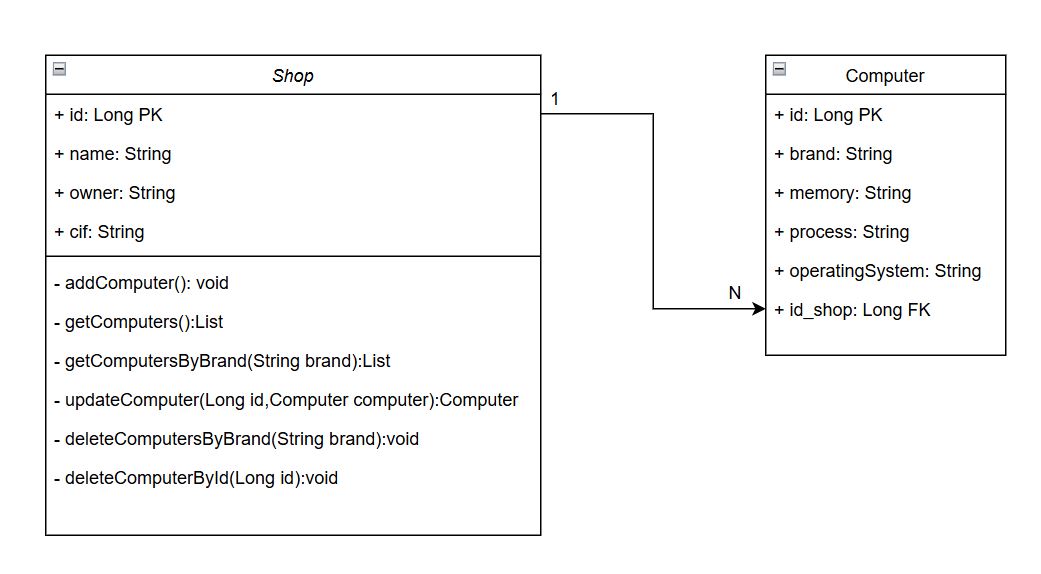 Shop
+ id: Long PK
+ name: String
+ owner: String
+ cif: String
- addComputer(): void
- getComputers():List
- getComputersByBrand(String brand):List
- updateComputer(Long id,Computer computer):Computer
- deleteComputersByBrand(String brand):void
- deleteComputerById(Long id):void
1
N
Computer
+ id: Long PK
+ brand: String
+ memory: String
+ process: String
+ operatingSystem: String
+ id_shop: Long FK